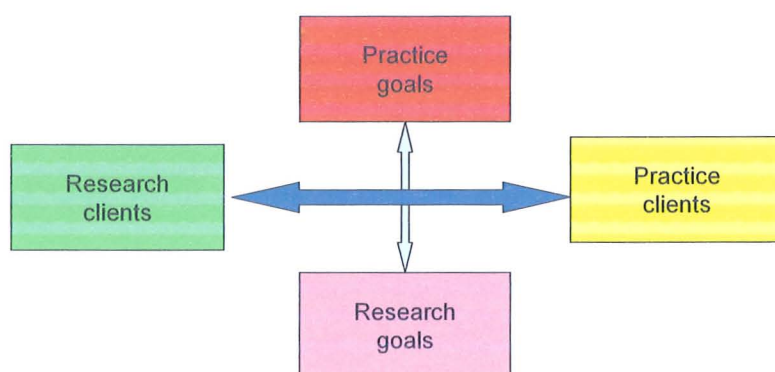 Practice
goals
Research
clients
Practice
clients
Research
goals